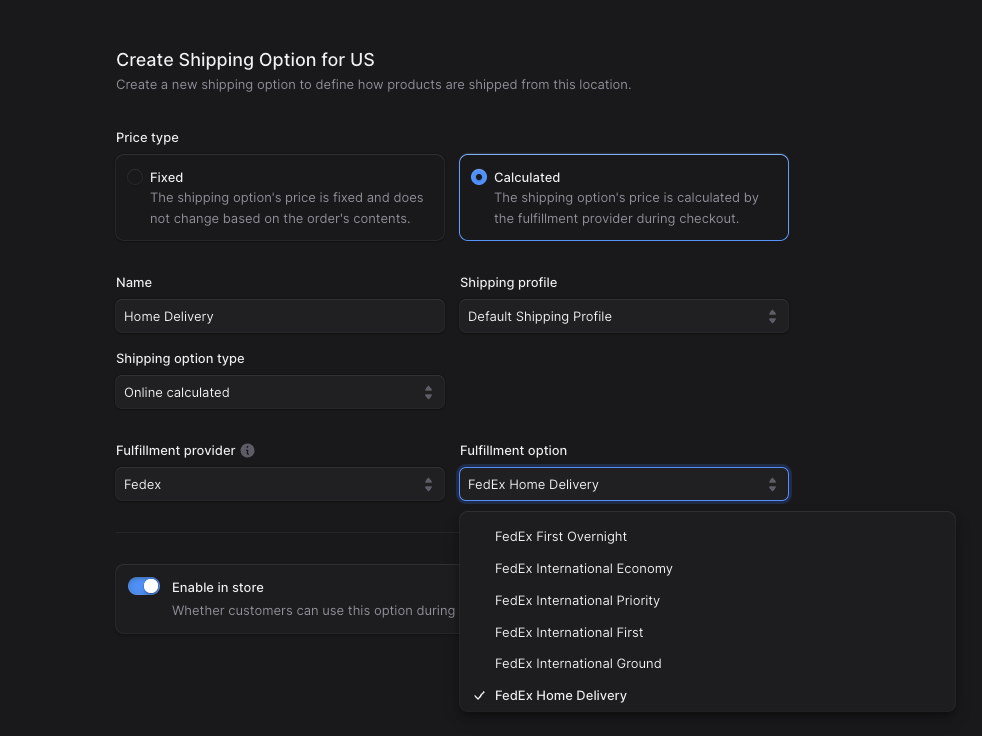 Create Shipping Option for US
Create a new shipping option to define how products are shipped from this location.
Price type
Fixed
The shipping option's price is fixed and does
not change based on the order's contents.
Calculated
The shipping option's price is calculated by
the fulfillment provider during checkout.
Name
Shipping profile
Home Delivery
Default Shipping Profile
Shipping option type
Online calculated
Fulfillment provider
Fulfillment option
Fedex
FedEx Home Delivery
FedEx First Overnight
FedEx International Economy
FedEx International Priority
FedEx International First
FedEx International Ground
FedEx Home Delivery
Enable in store
Whether customers can use this option during